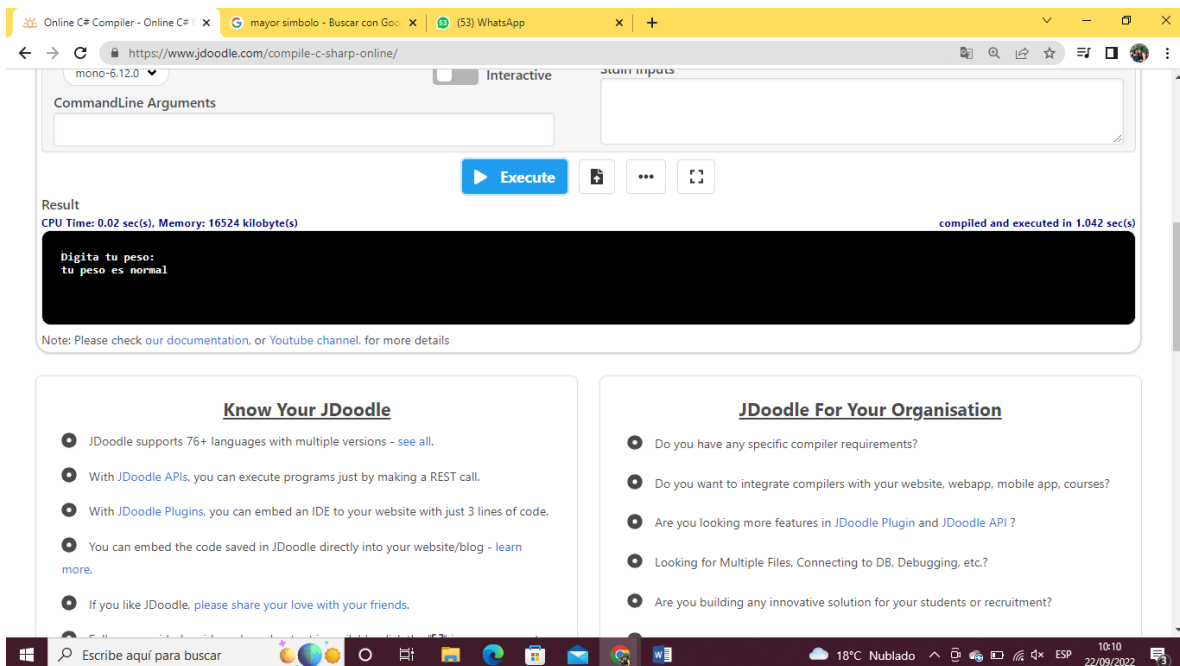 Online C# Compiler - Online C# E
mayor simbolo - Buscar con Goo
(53) WhatsApp
https://www.jdoodle.com/compile-c-sharp-online/
mono-6.12.0
Interactive
Stdin Inputs
CommandLine Arguments
Execute
Result
CPU Time: 0.02 sec(s), Memory: 16524 kilobyte(s)
compiled and executed in 1.042 sec(s)
Digita tu peso:
tu peso es normal
Note: Please check our documentation, or Youtube channel. for more details
Know Your JDoodle
JDoodle supports 76+ languages with multiple versions - see all.
With JDoodle APIs, you can execute programs just by making a REST call.
With JDoodle Plugins, you can embed an IDE to your website with just 3 lines of code.
You can embed the code saved in JDoodle directly into your website/blog - learn
more.
If you like JDoodle, please share your love with your friends.
JDoodle For Your Organisation
Do you have any specific compiler requirements?
Do you want to integrate compilers with your website, webapp, mobile app, courses?
Are you looking more features in JDoodle Plugin and JDoodle API ?
Looking for Multiple Files, Connecting to DB, Debugging, etc.?
Are you building any innovative solution for your students or recruitment?
Escribe aquí para buscar
18°C Nublado
ESP
10:10
22/09/2022